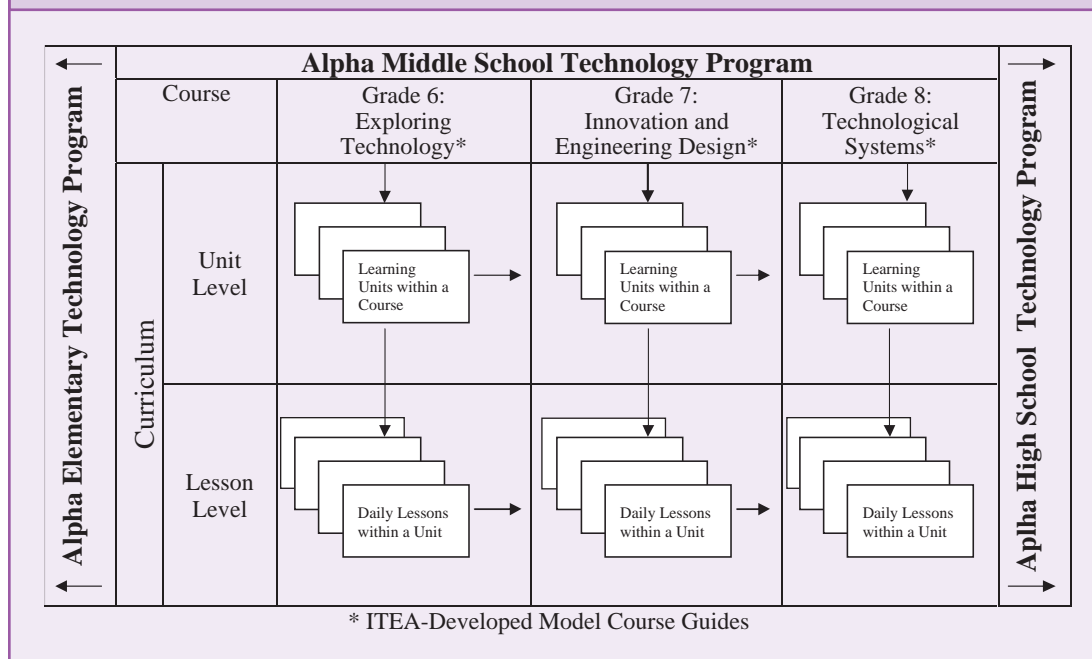 Alpha Elementary Technology Program
Alpha Middle School Technology Program
Course
Grade 6:
Exploring
Technology*
Grade 7:
Innovation and
Engineering Design*
Grade 8:
Technological
Systems*
Curriculum
Unit
Level
Learning
Units within a
Course
Learning
Units within a
Course
Learning
Units within a
Course
Lesson
Level
Daily Lessons
within a Unit
Daily Lessons
within a Unit
Daily Lessons
within a Unit
Aplha High School Technology Program
* ITEA-Developed Model Course Guides